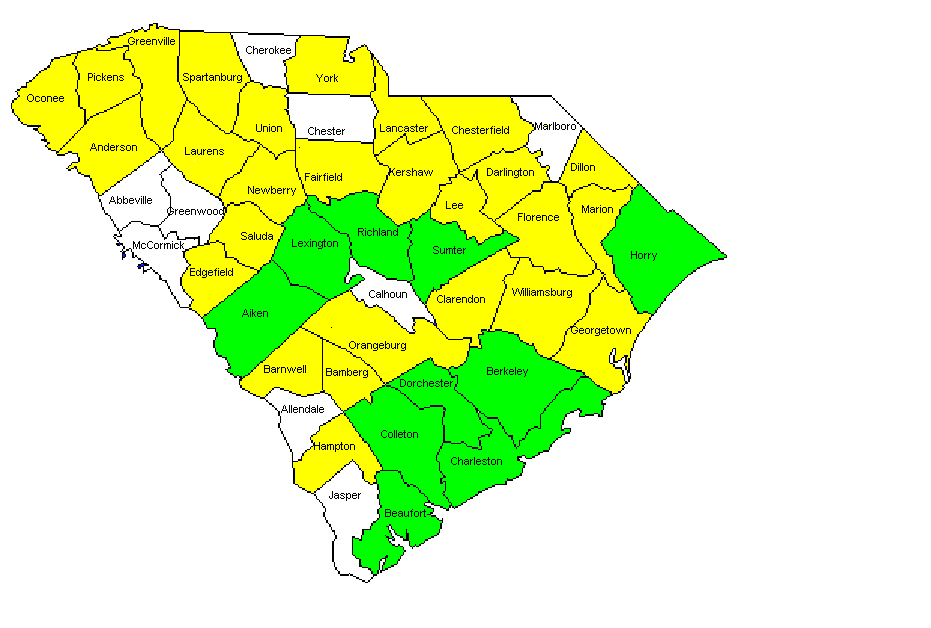 Greenville
Cherokee
Pickens
Spartanburg
York
Oconee
Union
Chester
Lancaster
Chesterfield
Marlboro
Anderson
Laurens
Dillon
Newberry
Fairfield
Kershaw
Darlington
Abbeville
Greenwood
Lee
Florence
Marion
McCormick
Saluda
Lexington
Richland
Sumter
Horry
Edgefield
Calhoun
Clarendon
Williamsburg
Aiken
Georgetown
Orangeburg
Barnwell
Bamberg
Dorchester
Berkeley
Allendale
Colleton
Hampton
Charleston
Jasper
Beaufort